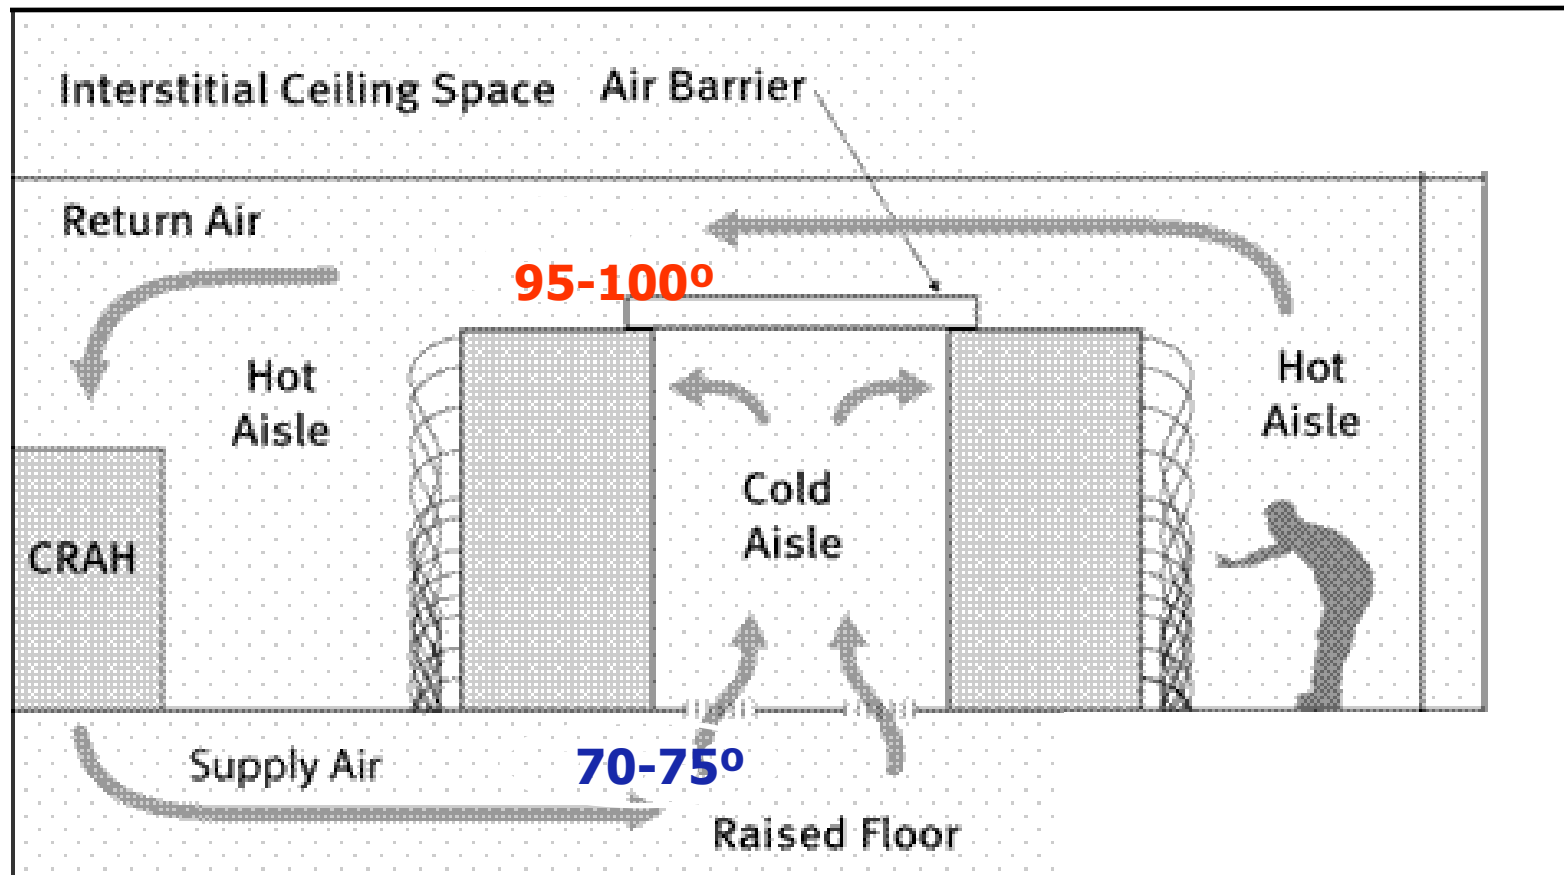 Interstitial Ceiling Space
Air Barrier
Return Air
95-100º
Hot
Aisle
Hot
Aisle
Cold
Aisle
CRAH
Supply Air
70-75º
Raised Floor